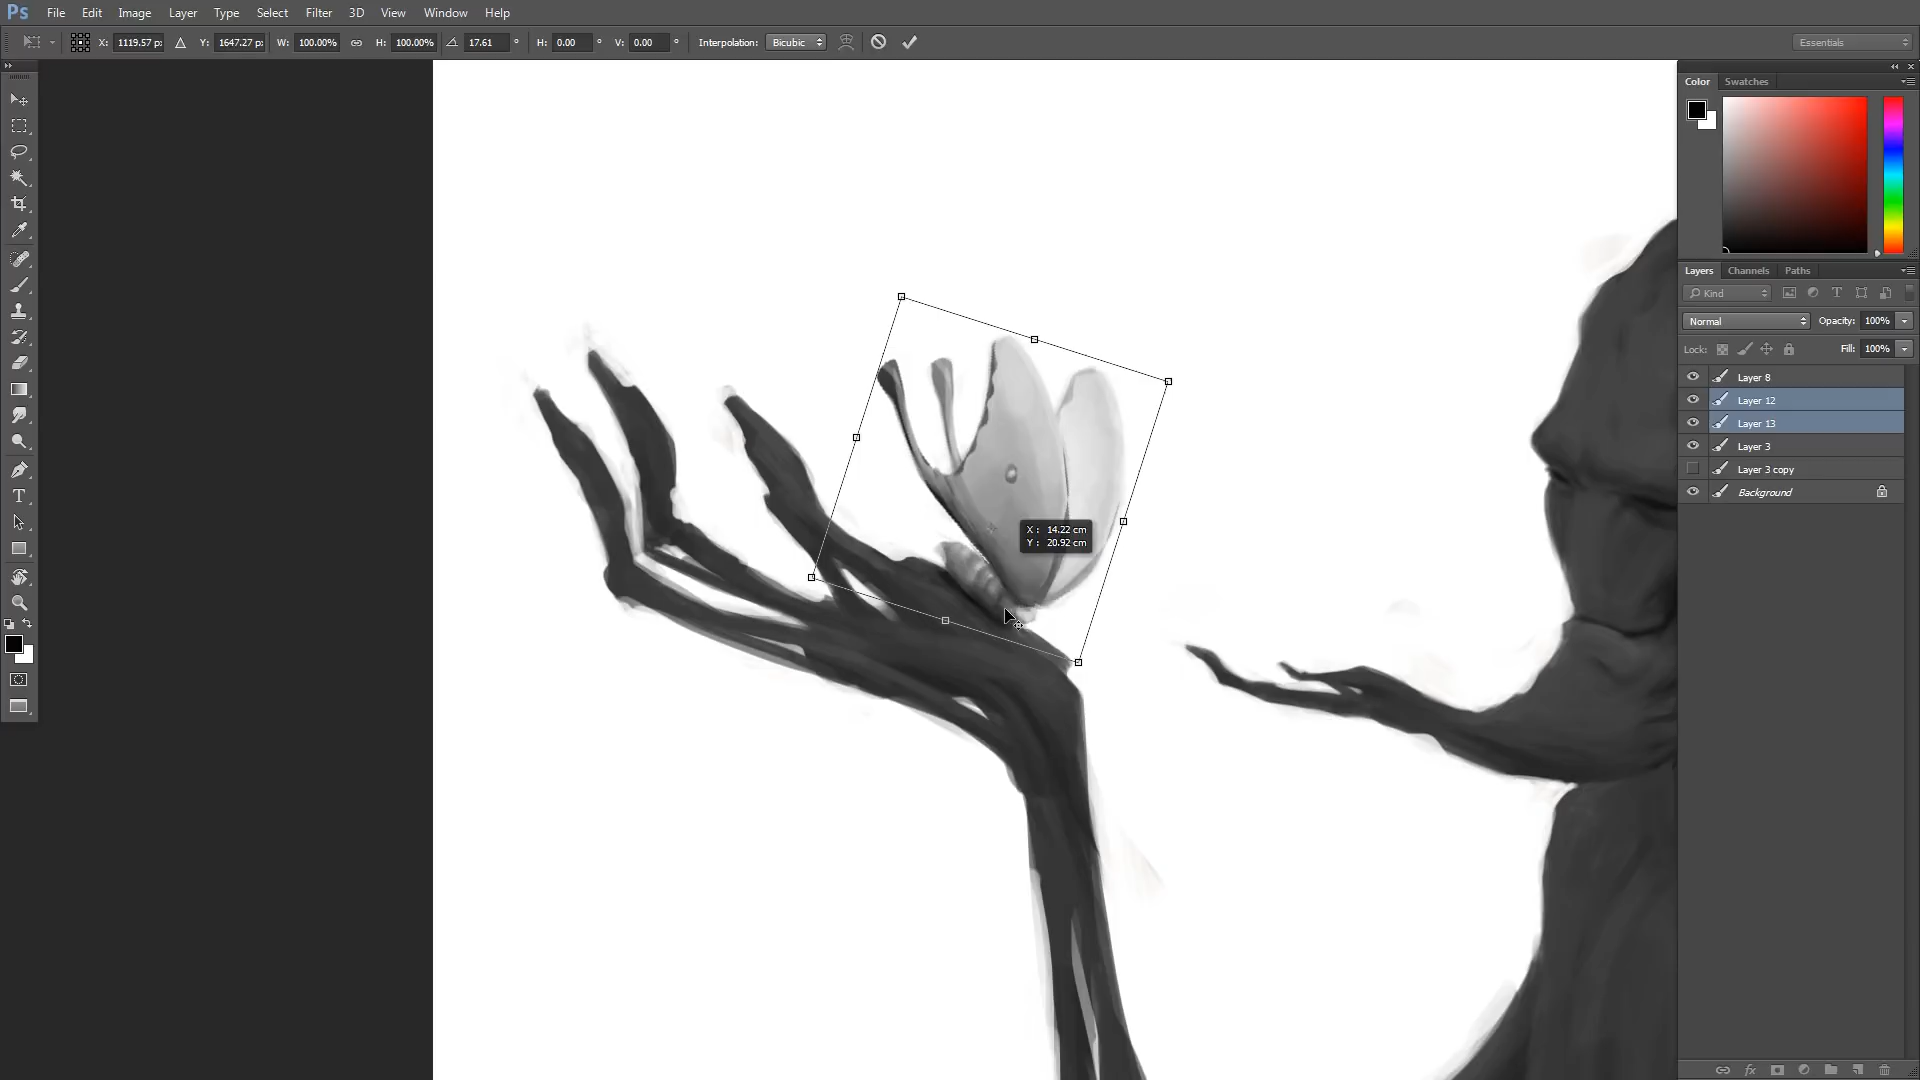 Ps File Edit Image Layer Type Select Filter 3D View Window Help
X: 1119.57 p: Y: 1647.27 p: W: 100.00% H: 100.00% 17.61 ° H: 0.00 ° V: 0.00 ° Interpolation: Bicubic Essentials
Color Swatches
Layers Channels Paths
Kind T
Normal Opacity: 100%
Lock: Fill: 100%
Layer 8
Layer 12
Layer 13
Layer 3
Layer 3 copy
Background
X : 14.22 cm
Y : 20.92 cm
T
fx